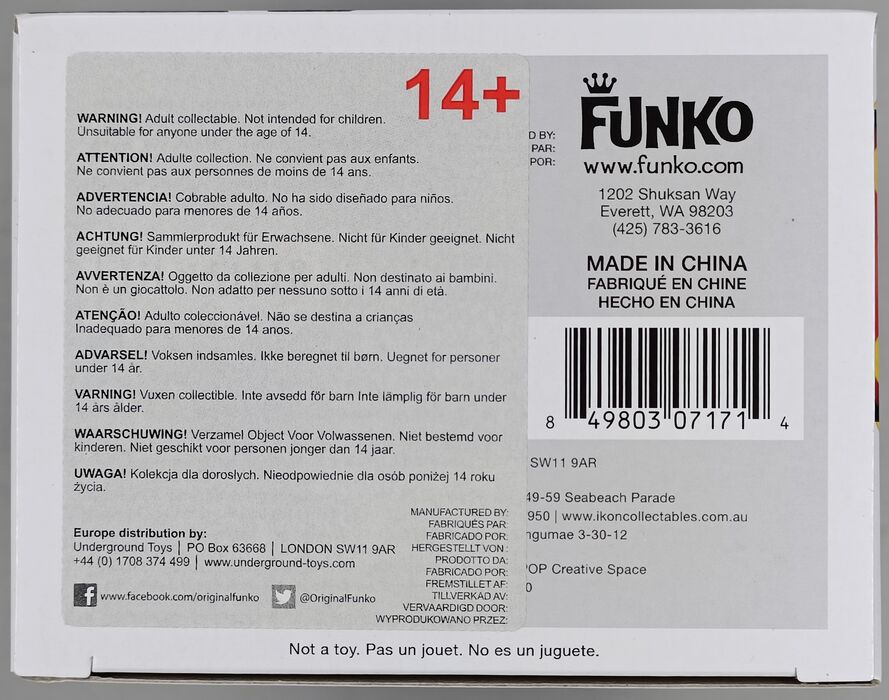 14+
WARNING! Adult collectable. Not intended for children.
Unsuitable for anyone under the age of 14.
ATTENTION! Adulte collection. Ne convient pas aux enfants.
Ne convient pas aux personnes de moins de 14 ans.
ADVERTENCIA! Cobrable adulto. No ha sido diseñado para niños.
No adecuado para menores de 14 años.
ACHTUNG! Sammlerprodukt für Erwachsene. Nicht für Kinder geeignet. Nicht
geeignet für Kinder unter 14 Jahren.
AVVERTENZA! Oggetto da collezione per adulti. Non destinato ai bambini.
Non è un giocattolo. Non adatto per nessuno sotto i 14 anni di età.
ATENÇÃO! Adulto coleccionável. Não se destina a crianças
Inadequado para menores de 14 anos.
ADVARSEL! Voksen indsamles. Ikke beregnet til børn. Uegnet for personer
under 14 år.
VARNING! Vuxen collectible. Inte avsedd för barn Inte lämplig för barn under
14 års ålder.
WAARSCHUWING! Verzamel Object Voor Volwassenen. Niet bestemd voor
kinderen. Niet geschikt voor personen jonger dan 14 jaar.
UWAGA! Kolekcja dla dorosłych. Nieodpowiednie dla osób poniżej 14 roku
życia.
Europe distribution by:
Underground Toys | PO Box 63668 | LONDON SW11 9AR
+44 (0) 1708 374 499 | www.underground-toys.com
www.facebook.com/originalfunko
@OriginalFunko
MANUFACTURED BY:
FABRIQUÉS PAR:
FABRICADO POR:
HERGESTELLT VON :
PRODOTTO DA:
FABRICADO POR:
FREMSTILLET AF:
TILLVERKAD AV:
VERVAARDIGD DOOR:
WYPRODUKOWANO PRZEZ:
D BY:
PAR:
POR:
FUNKO
www.funko.com
1202 Shuksan Way
Everett, WA 98203
(425) 783-3616
MADE IN CHINA
FABRIQUÉ EN CHINE
HECHO EN CHINA
8 49803 07171 4
SW11 9AR
49-59 Seabeach Parade
950 | www.ikoncollectables.com.au
ngumae 3-30-12
POP Creative Space
0
Not a toy. Pas un jouet. No es un juguete.